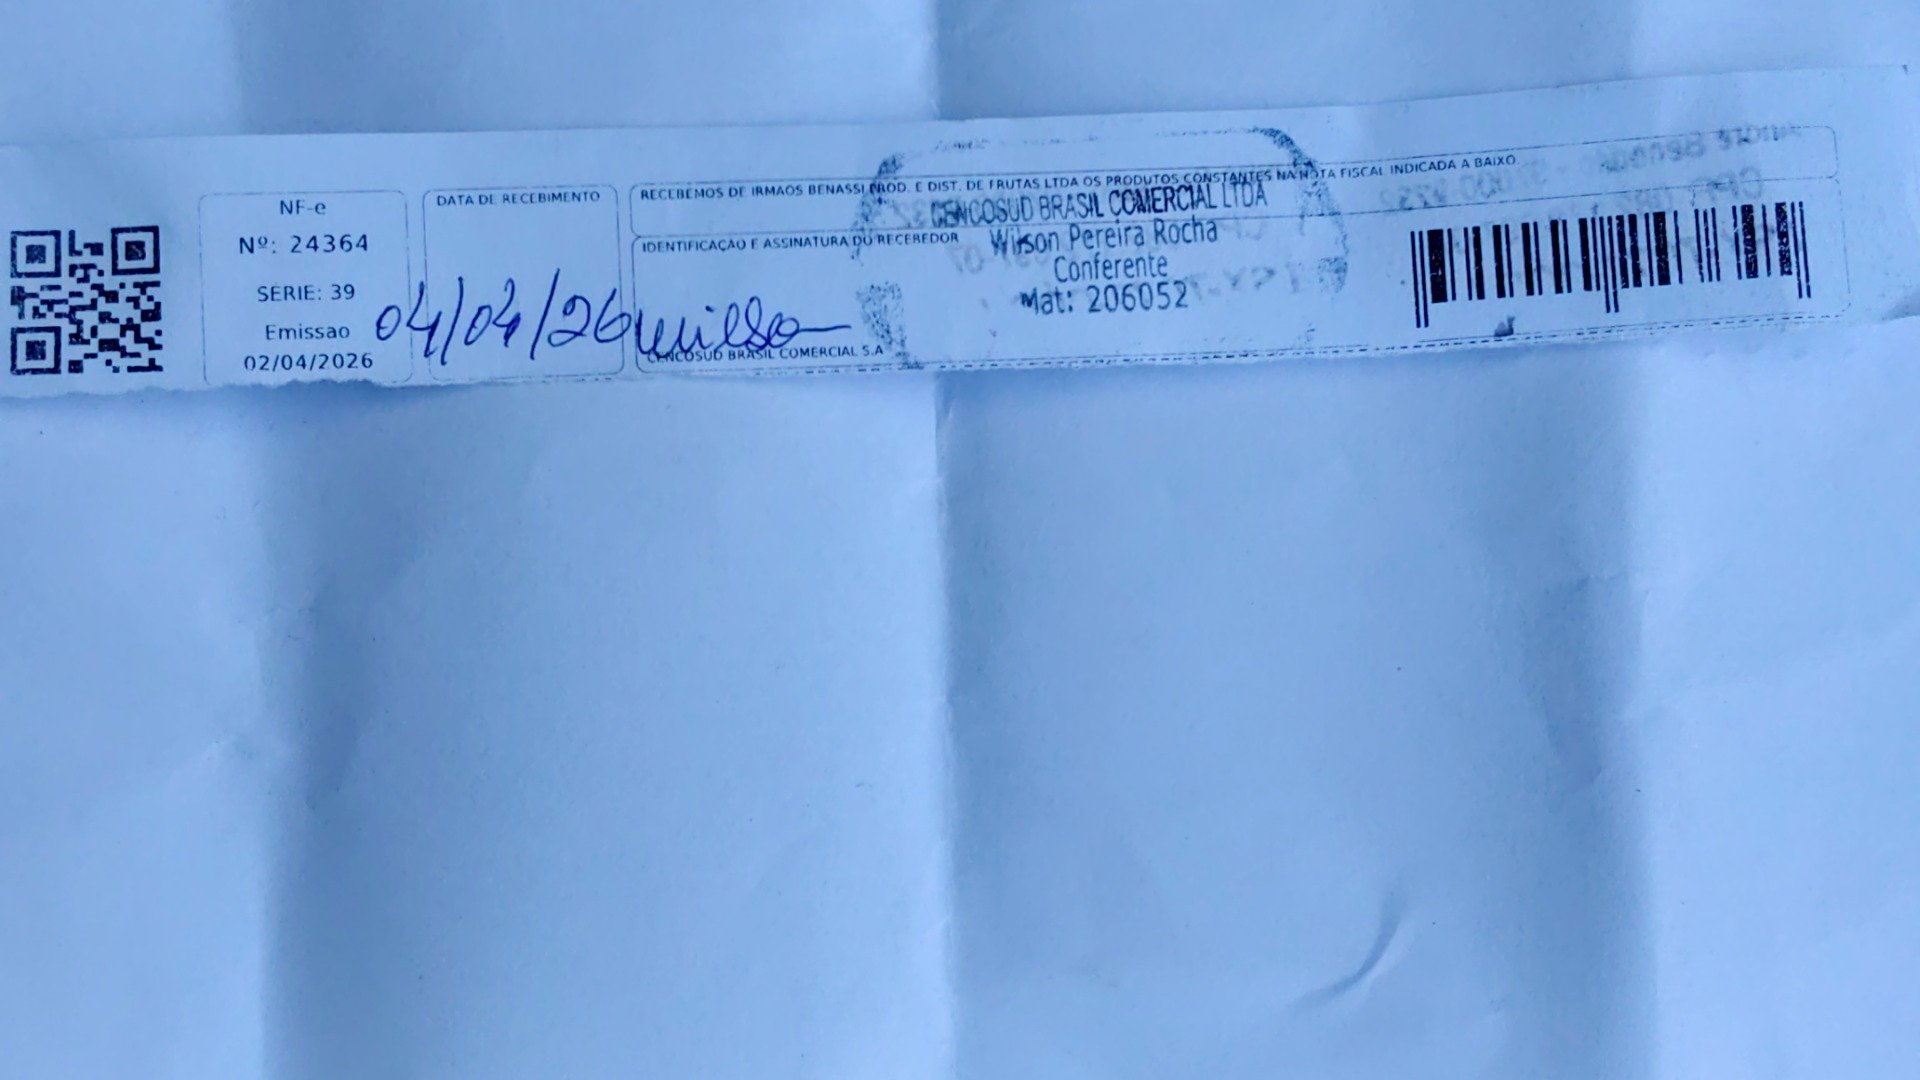 NF-e
Nº: 24364
SERIE: 39
Emissao
02/04/2026
DATA DE RECEBIMENTO
04/04/26
RECEBEMOS DE IRMAOS BENASSI PROD. E DIST. DE FRUTAS LTDA OS PRODUTOS CONSTANTES NA NOTA FISCAL INDICADA A BAIXO
IDENTIFICAÇÃO E ASSINATURA DO RECEBEDOR
CENCOSUD BRASIL COMERCIAL S.A
CENCOSUD BRASIL COMERCIAL LTDA
Wilson Pereira Rocha
Conferente
Mat: 206052